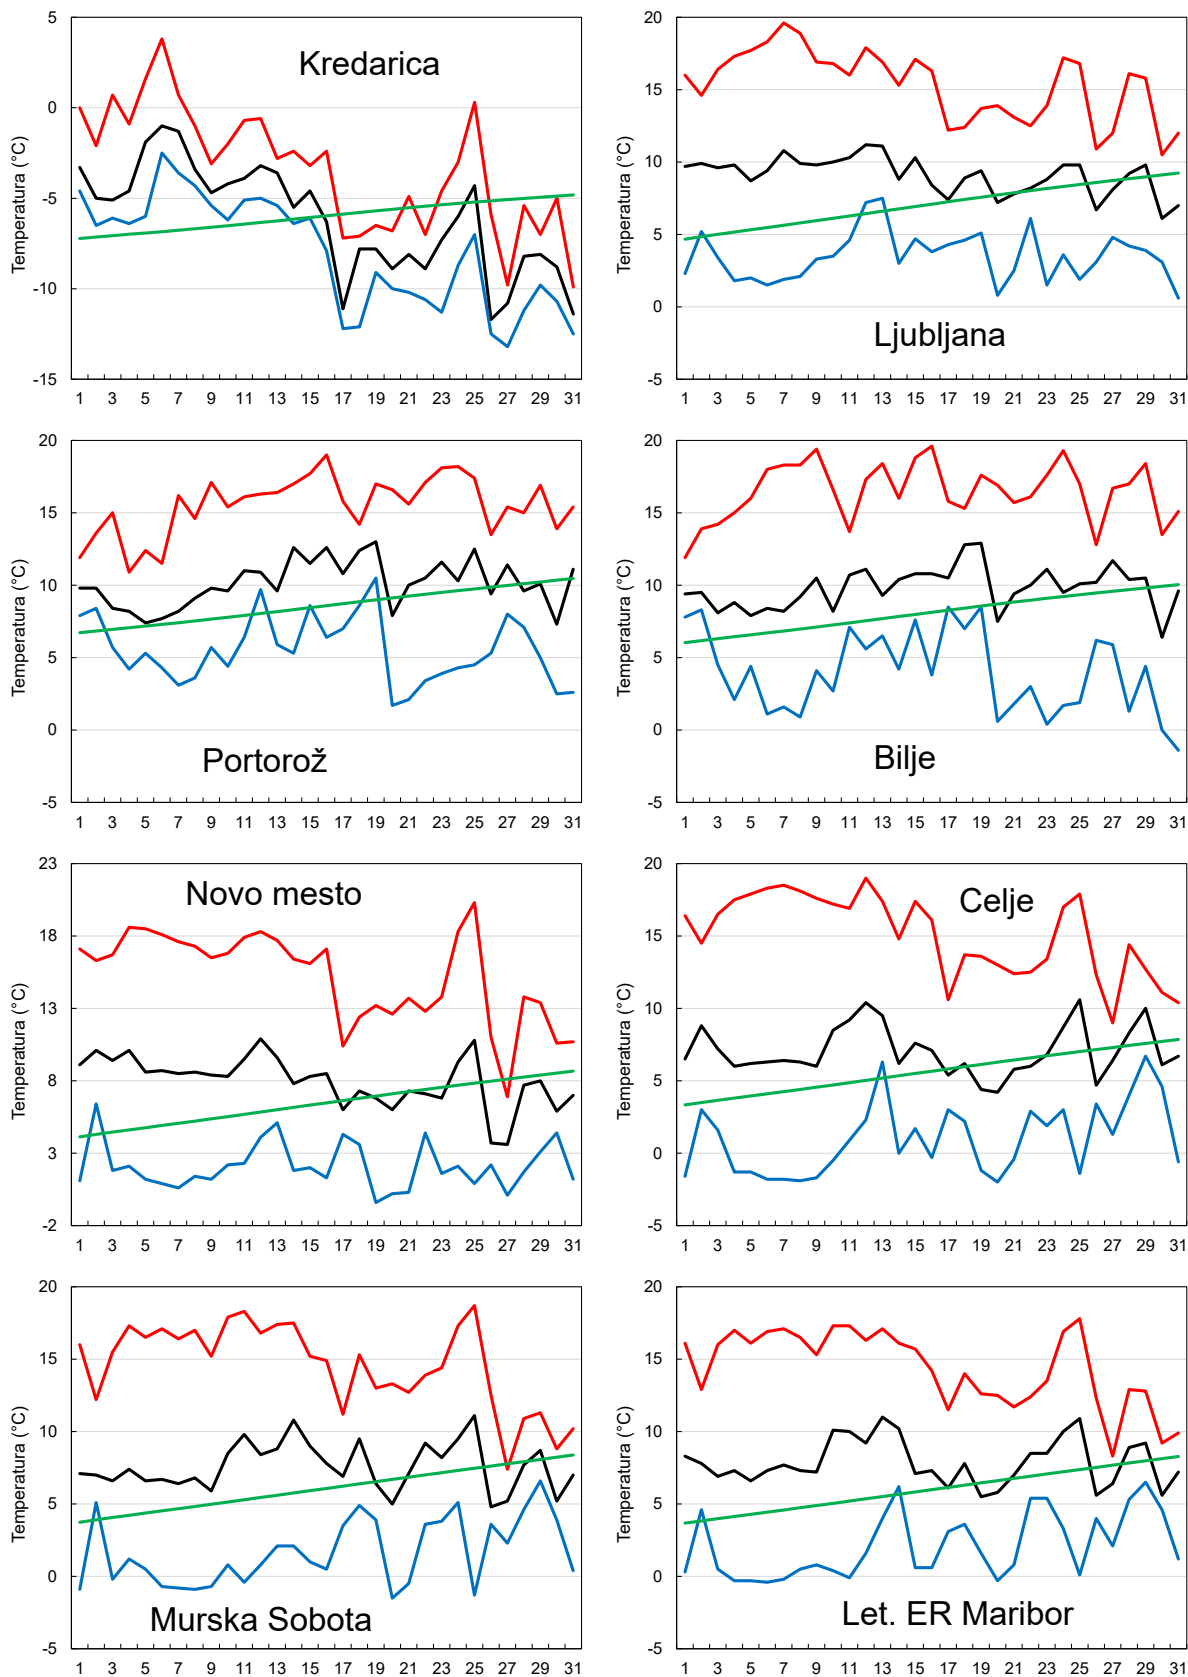 Kredarica
Temperatura (°C)
5
0
-5
-10
-15
1 3 5 7 9 11 13 15 17 19 21 23 25 27 29 31
Ljubljana
Temperatura (°C)
20
15
10
5
0
-5
1 3 5 7 9 11 13 15 17 19 21 23 25 27 29 31
Portorož
Temperatura (°C)
20
15
10
5
0
-5
1 3 5 7 9 11 13 15 17 19 21 23 25 27 29 31
Bilje
Temperatura (°C)
20
15
10
5
0
-5
1 3 5 7 9 11 13 15 17 19 21 23 25 27 29 31
Novo mesto
Temperatura (°C)
23
18
13
8
3
-2
1 3 5 7 9 11 13 15 17 19 21 23 25 27 29 31
Celje
Temperatura (°C)
20
15
10
5
0
-5
1 3 5 7 9 11 13 15 17 19 21 23 25 27 29 31
Murska Sobota
Temperatura (°C)
20
15
10
5
0
-5
1 3 5 7 9 11 13 15 17 19 21 23 25 27 29 31
Let. ER Maribor
Temperatura (°C)
20
15
10
5
0
-5
1 3 5 7 9 11 13 15 17 19 21 23 25 27 29 31